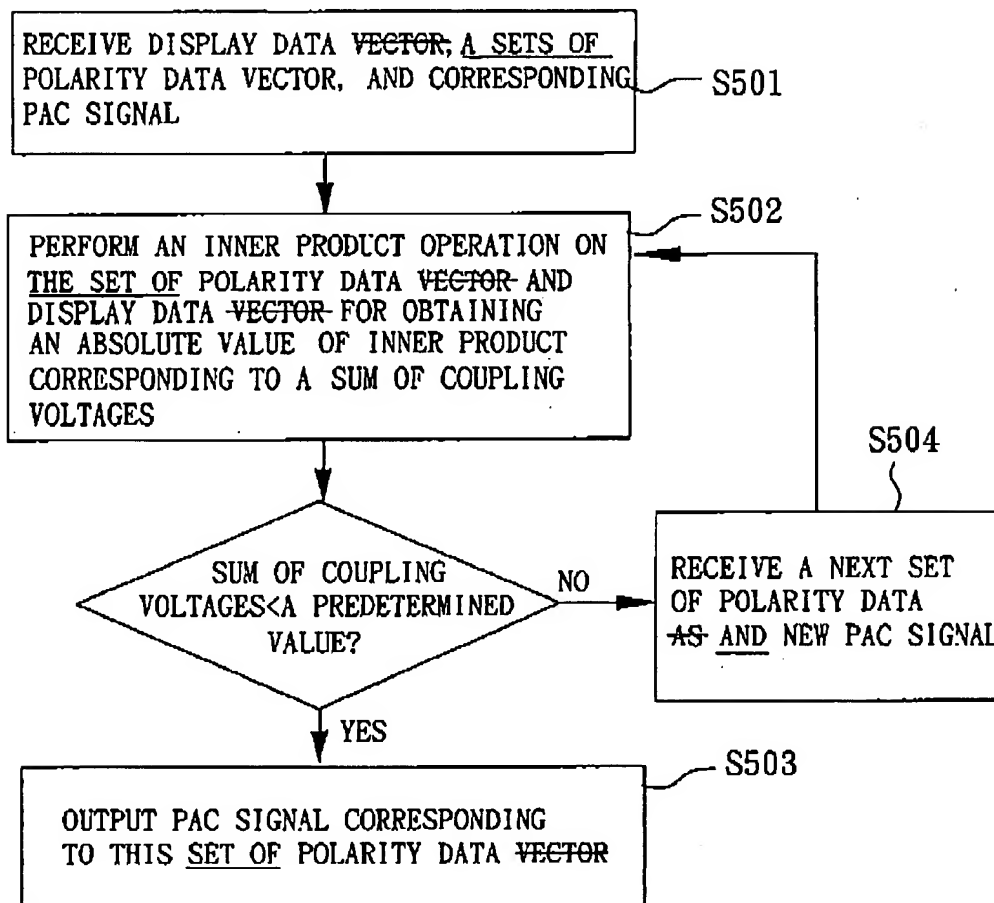 RECEIVE DISPLAY DATA VECTOR, A SETS OF
POLARITY DATA VECTOR, AND CORRESPONDING
PAC SIGNAL
S501
S502
PERFORM AN INNER PRODUCT OPERATION ON
THE SET OF POLARITY DATA VECTOR AND
DISPLAY DATA VECTOR FOR OBTAINING
AN ABSOLUTE VALUE OF INNER PRODUCT
CORRESPONDING TO A SUM OF COUPLING
VOLTAGES
S504
SUM OF COUPLING
VOLTAGES<A PREDETERMINED
VALUE?
NO
RECEIVE A NEXT SET
OF POLARITY DATA
AS AND NEW PAC SIGNAL
YES
S503
OUTPUT PAC SIGNAL CORRESPONDING
TO THIS SET OF POLARITY DATA VECTOR